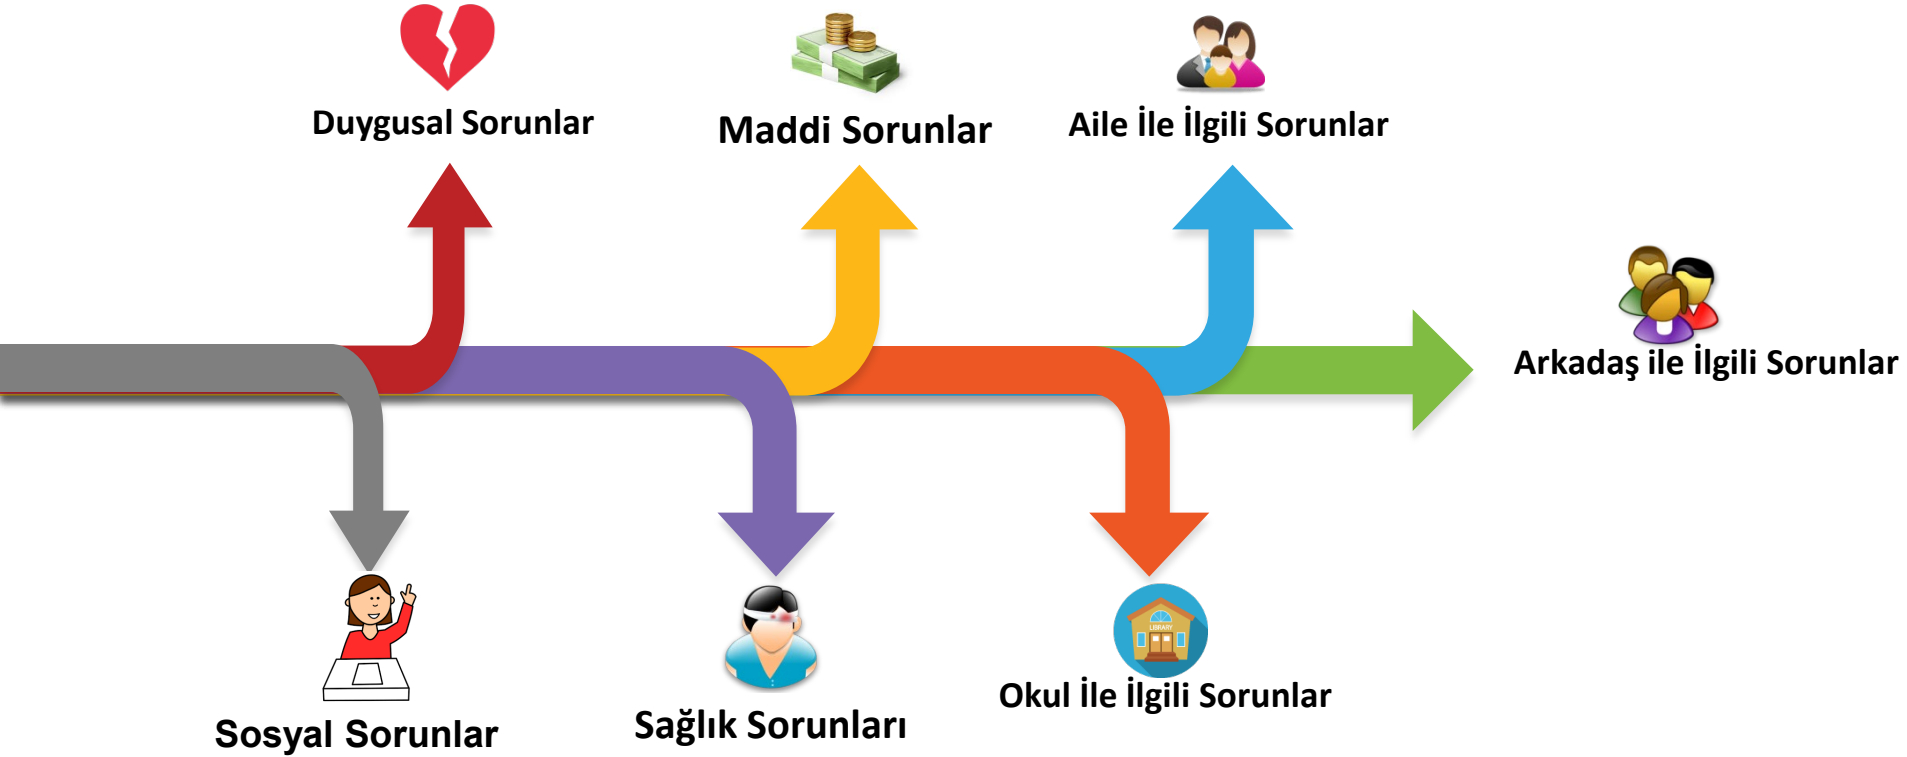 Duygusal Sorunlar
Maddi Sorunlar
Aile İle İlgili Sorunlar
Arkadaş ile İlgili Sorunlar
LIBRARY
Sosyal Sorunlar
Sağlık Sorunları
Okul İle İlgili Sorunlar